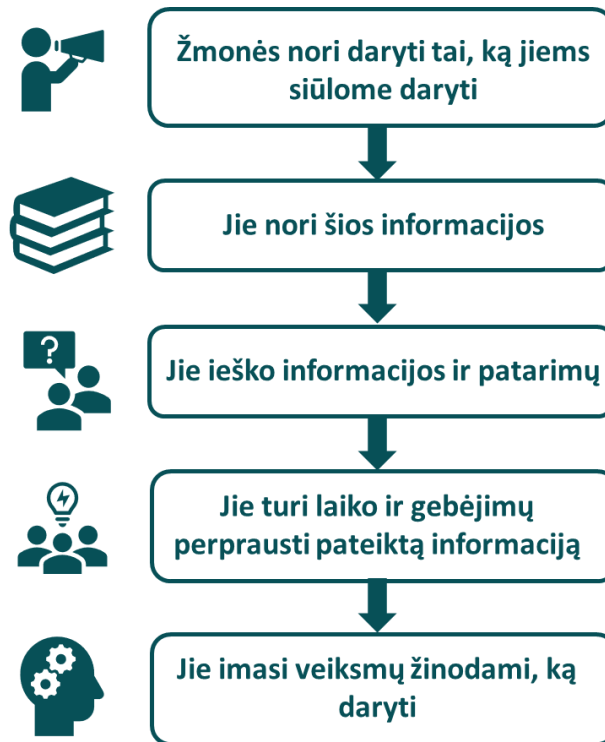 Žmonės nori daryti tai, ką jiems
siūlome daryti
Jie nori šios informacijos
?
Jie ieško informacijos ir patarimų
Jie turi laiko ir gebėjimų
perprausti pateiktą informaciją
Jie imasi veiksmų žinodami, ką
daryti